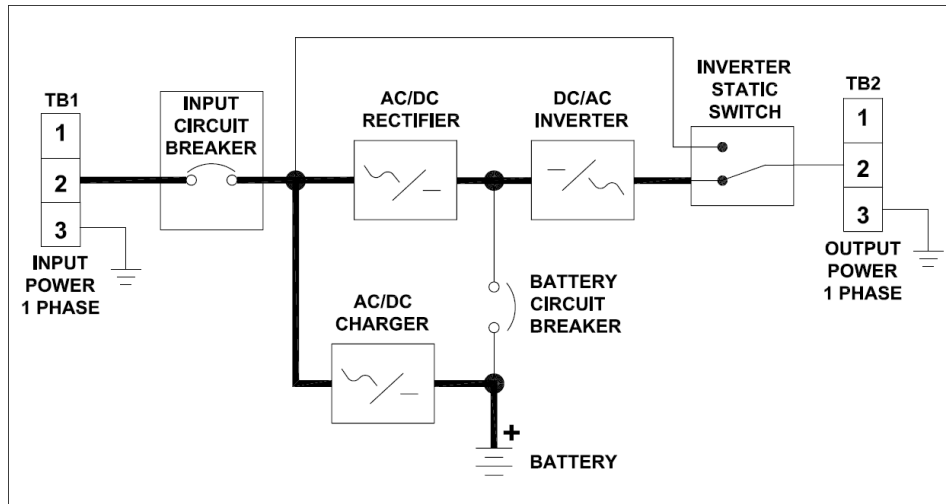 TB1
1
2
3
INPUT
POWER
1 PHASE
INPUT
CIRCUIT
BREAKER
AC/DC
RECTIFIER
DC/AC
INVERTER
INVERTER
STATIC
SWITCH
TB2
1
2
3
OUTPUT
POWER
1 PHASE
AC/DC
CHARGER
BATTERY
CIRCUIT
BREAKER
+
BATTERY